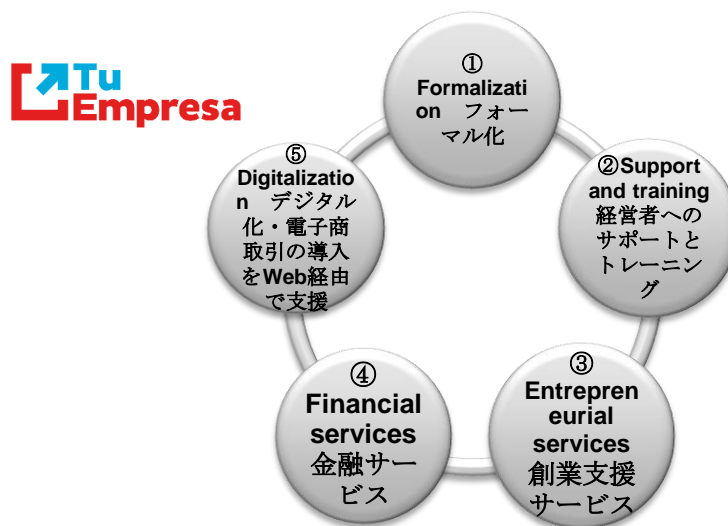 Tu
Empresa
①
Formalizati
on　フォー
マル化
②Support
and training
経営者への
サポートと
トレーニン
グ
③
Entrepren
eurial
services
創業支援
サービス
④
Financial
services
金融サー
ビス
⑤
Digitalizatio
n　デジタル
化・電子商
取引の導入
をWeb経由
で支援